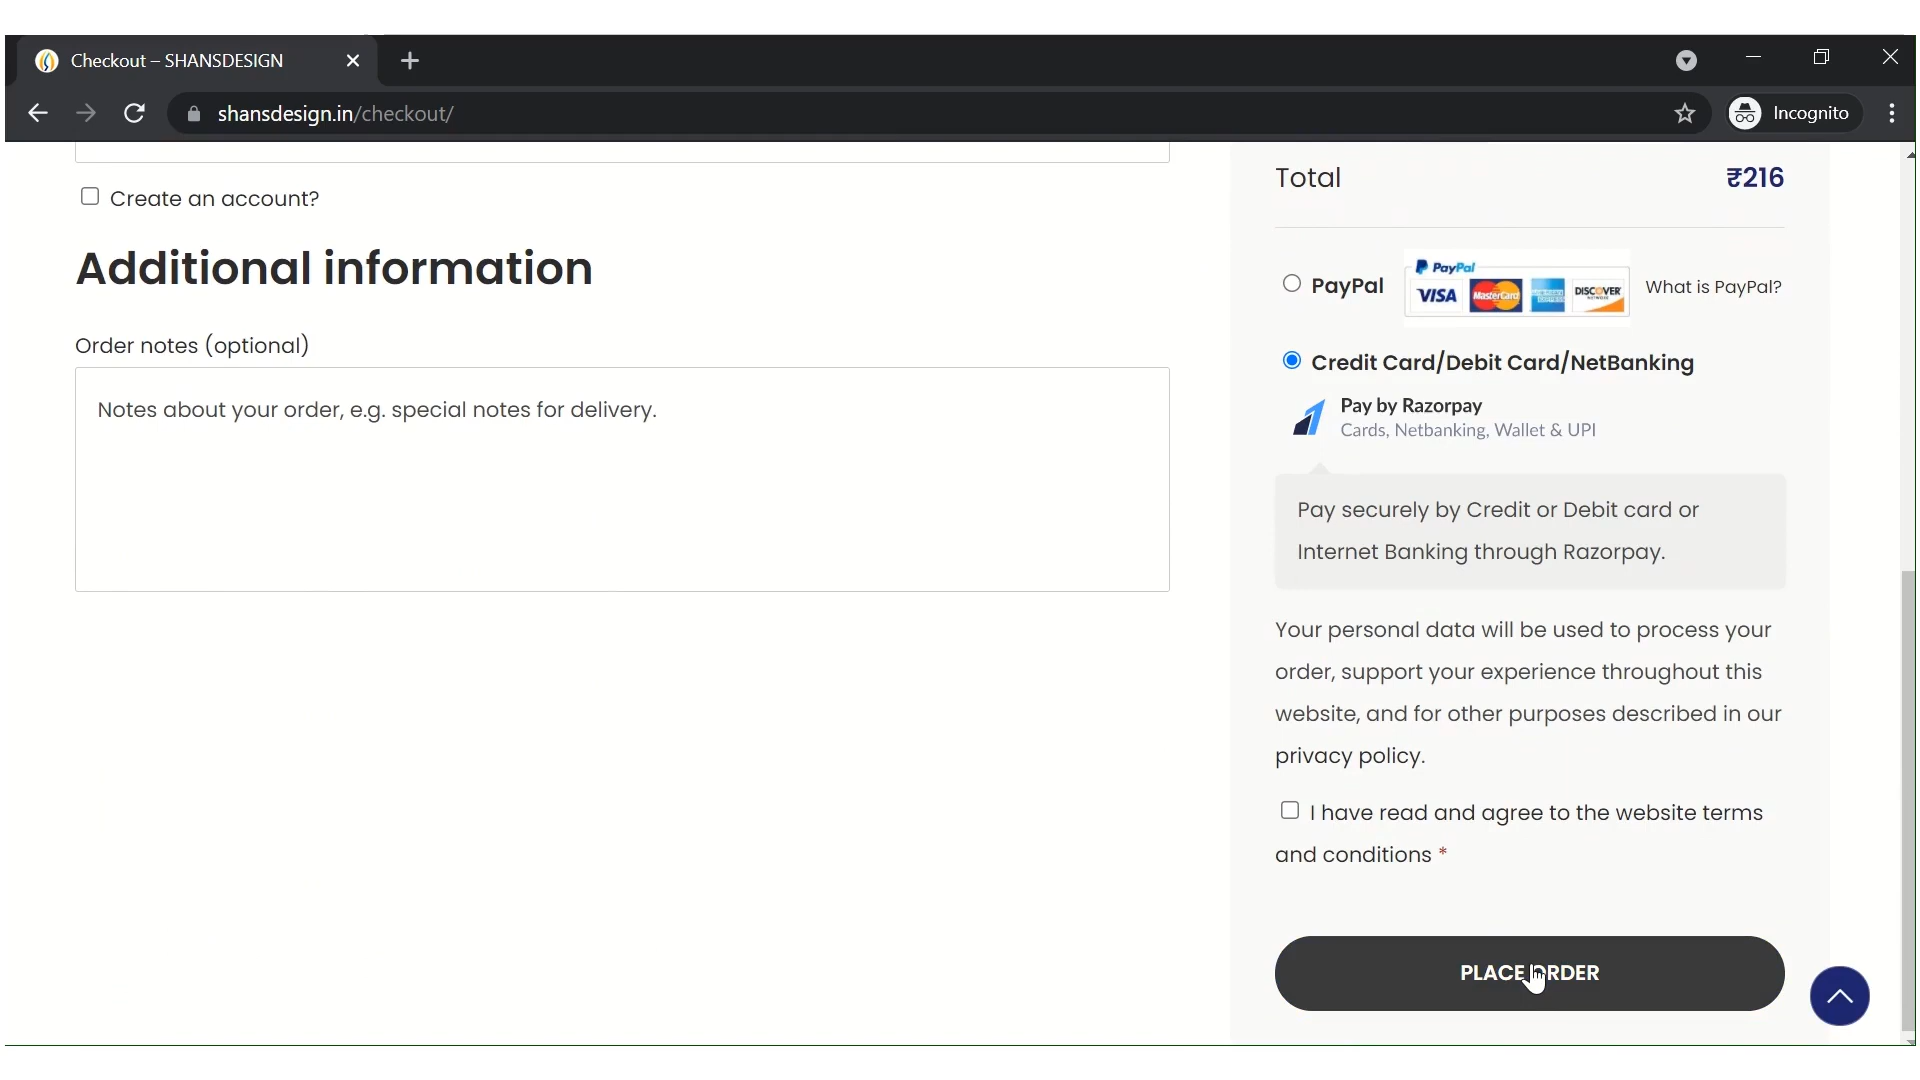 Checkout – SHANSDESIGN
shansdesign.in/checkout/
Incognito
Create an account?
Additional information
Order notes (optional)
Notes about your order, e.g. special notes for delivery.
Total ₹216
PayPal
PayPal
VISA MasterCard DISCOVER
What is PayPal?
Credit Card/Debit Card/NetBanking
Pay by Razorpay
Cards, Netbanking, Wallet & UPI
Pay securely by Credit or Debit card or
Internet Banking through Razorpay.
Your personal data will be used to process your
order, support your experience throughout this
website, and for other purposes described in our
privacy policy.
I have read and agree to the website terms
and conditions *
PLACE ORDER